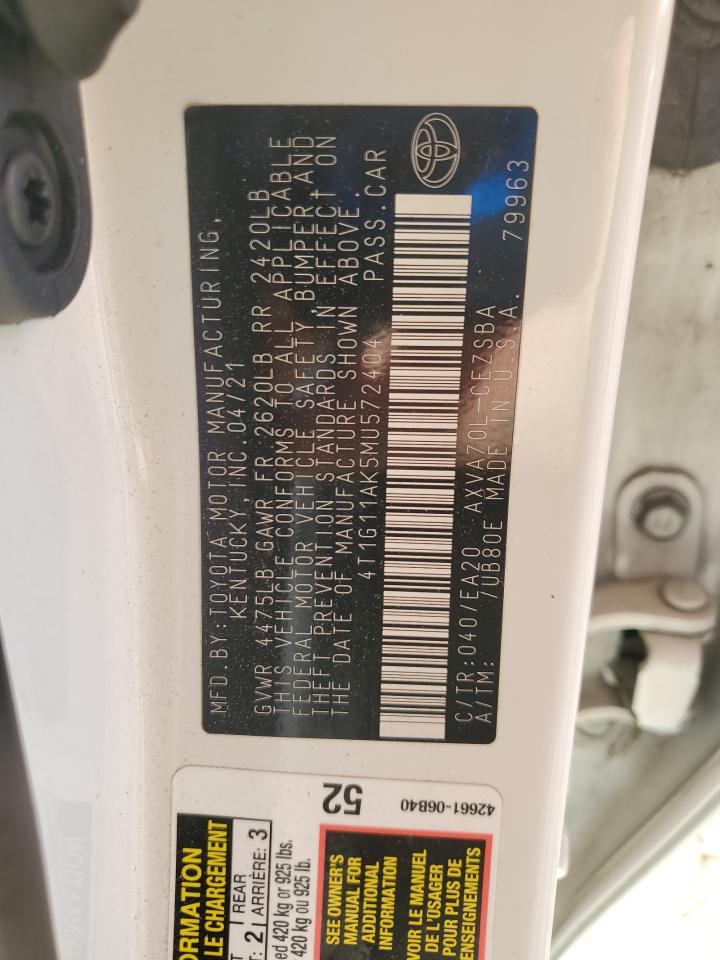 MFD.BY:TOYOTA MOTOR MANUFACTURING,
KENTUCKY, INC. 04/21
GVWR 4475LB GAWR FR 2620LB RR 2420LB
THIS VEHICLE CONFORMS TO ALL APPLICABLE
FEDERAL MOTOR VEHICLE SAFETY, BUMPER, AND
THEFT PREVENTION STANDARDS IN EFFECT ON
THE DATE OF MANUFACTURE SHOWN ABOVE.
4T1G11AK5MU572404 PASS.CAR
C/TR:040/EA20 AXVA70L-CEZSBA
A/TM: 7UB80E MADE IN U.S.A. 79963
52
42661-06B40
LE CHARGEMENT
2 REAR
ARRIÈRE: 3
420 kg or 925 lbs.
420 kg ou 925 lb.
SEE OWNER'S
MANUAL FOR
ADDITIONAL
INFORMATION
VOIR LE MANUEL
DE L'USAGER
POUR PLUS DE
RENSEIGNEMENTS